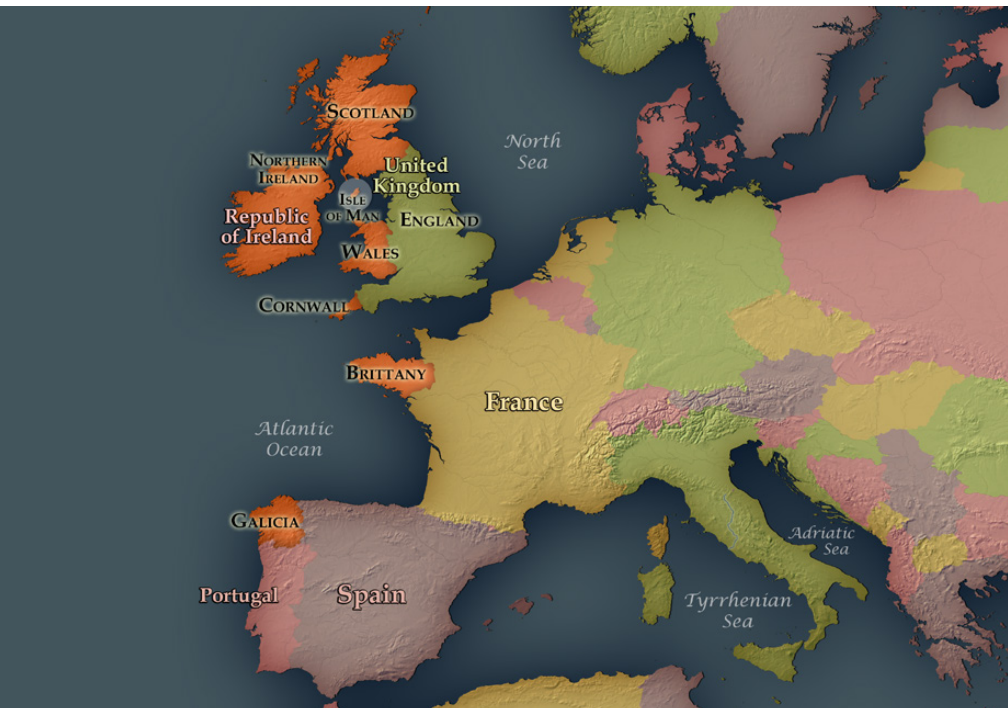 SCOTLAND
North
Sea
NORTHERN
IRELAND
United
Kingdom
ISLE
OF MAN
ENGLAND
Republic
of Ireland
WALES
CORNWALL
BRITTANY
France
Atlantic
Ocean
GALICIA
Adriatic
Sea
Portugal
Spain
Tyrrhenian
Sea